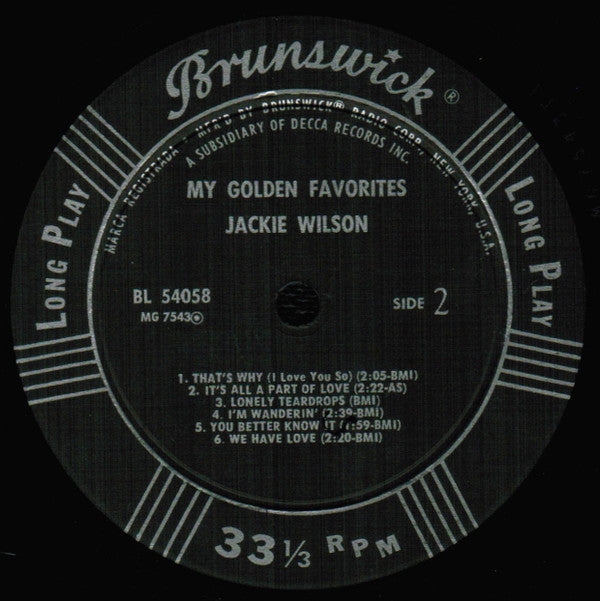 Brunswick®
MARCA REGISTRADA • MFR'D BY BRUNSWICK® RADIO CORP., NEW YORK, U.S.A.
A SUBSIDIARY OF DECCA RECORDS INC.
MY GOLDEN FAVORITES
JACKIE WILSON
LONG PLAY
LONG PLAY
BL 54058
SIDE 2
MG 7543
1. THAT'S WHY (I Love You So) (2:05-BMI)
2. IT'S ALL A PART OF LOVE (2:22-AS)
3. LONELY TEARDROPS (BMI)
4. I'M WANDERIN' (2:39-BMI)
5. YOU BETTER KNOW IT (1:59-BMI)
6. WE HAVE LOVE (2:20-BMI)
33 1/3 RPM